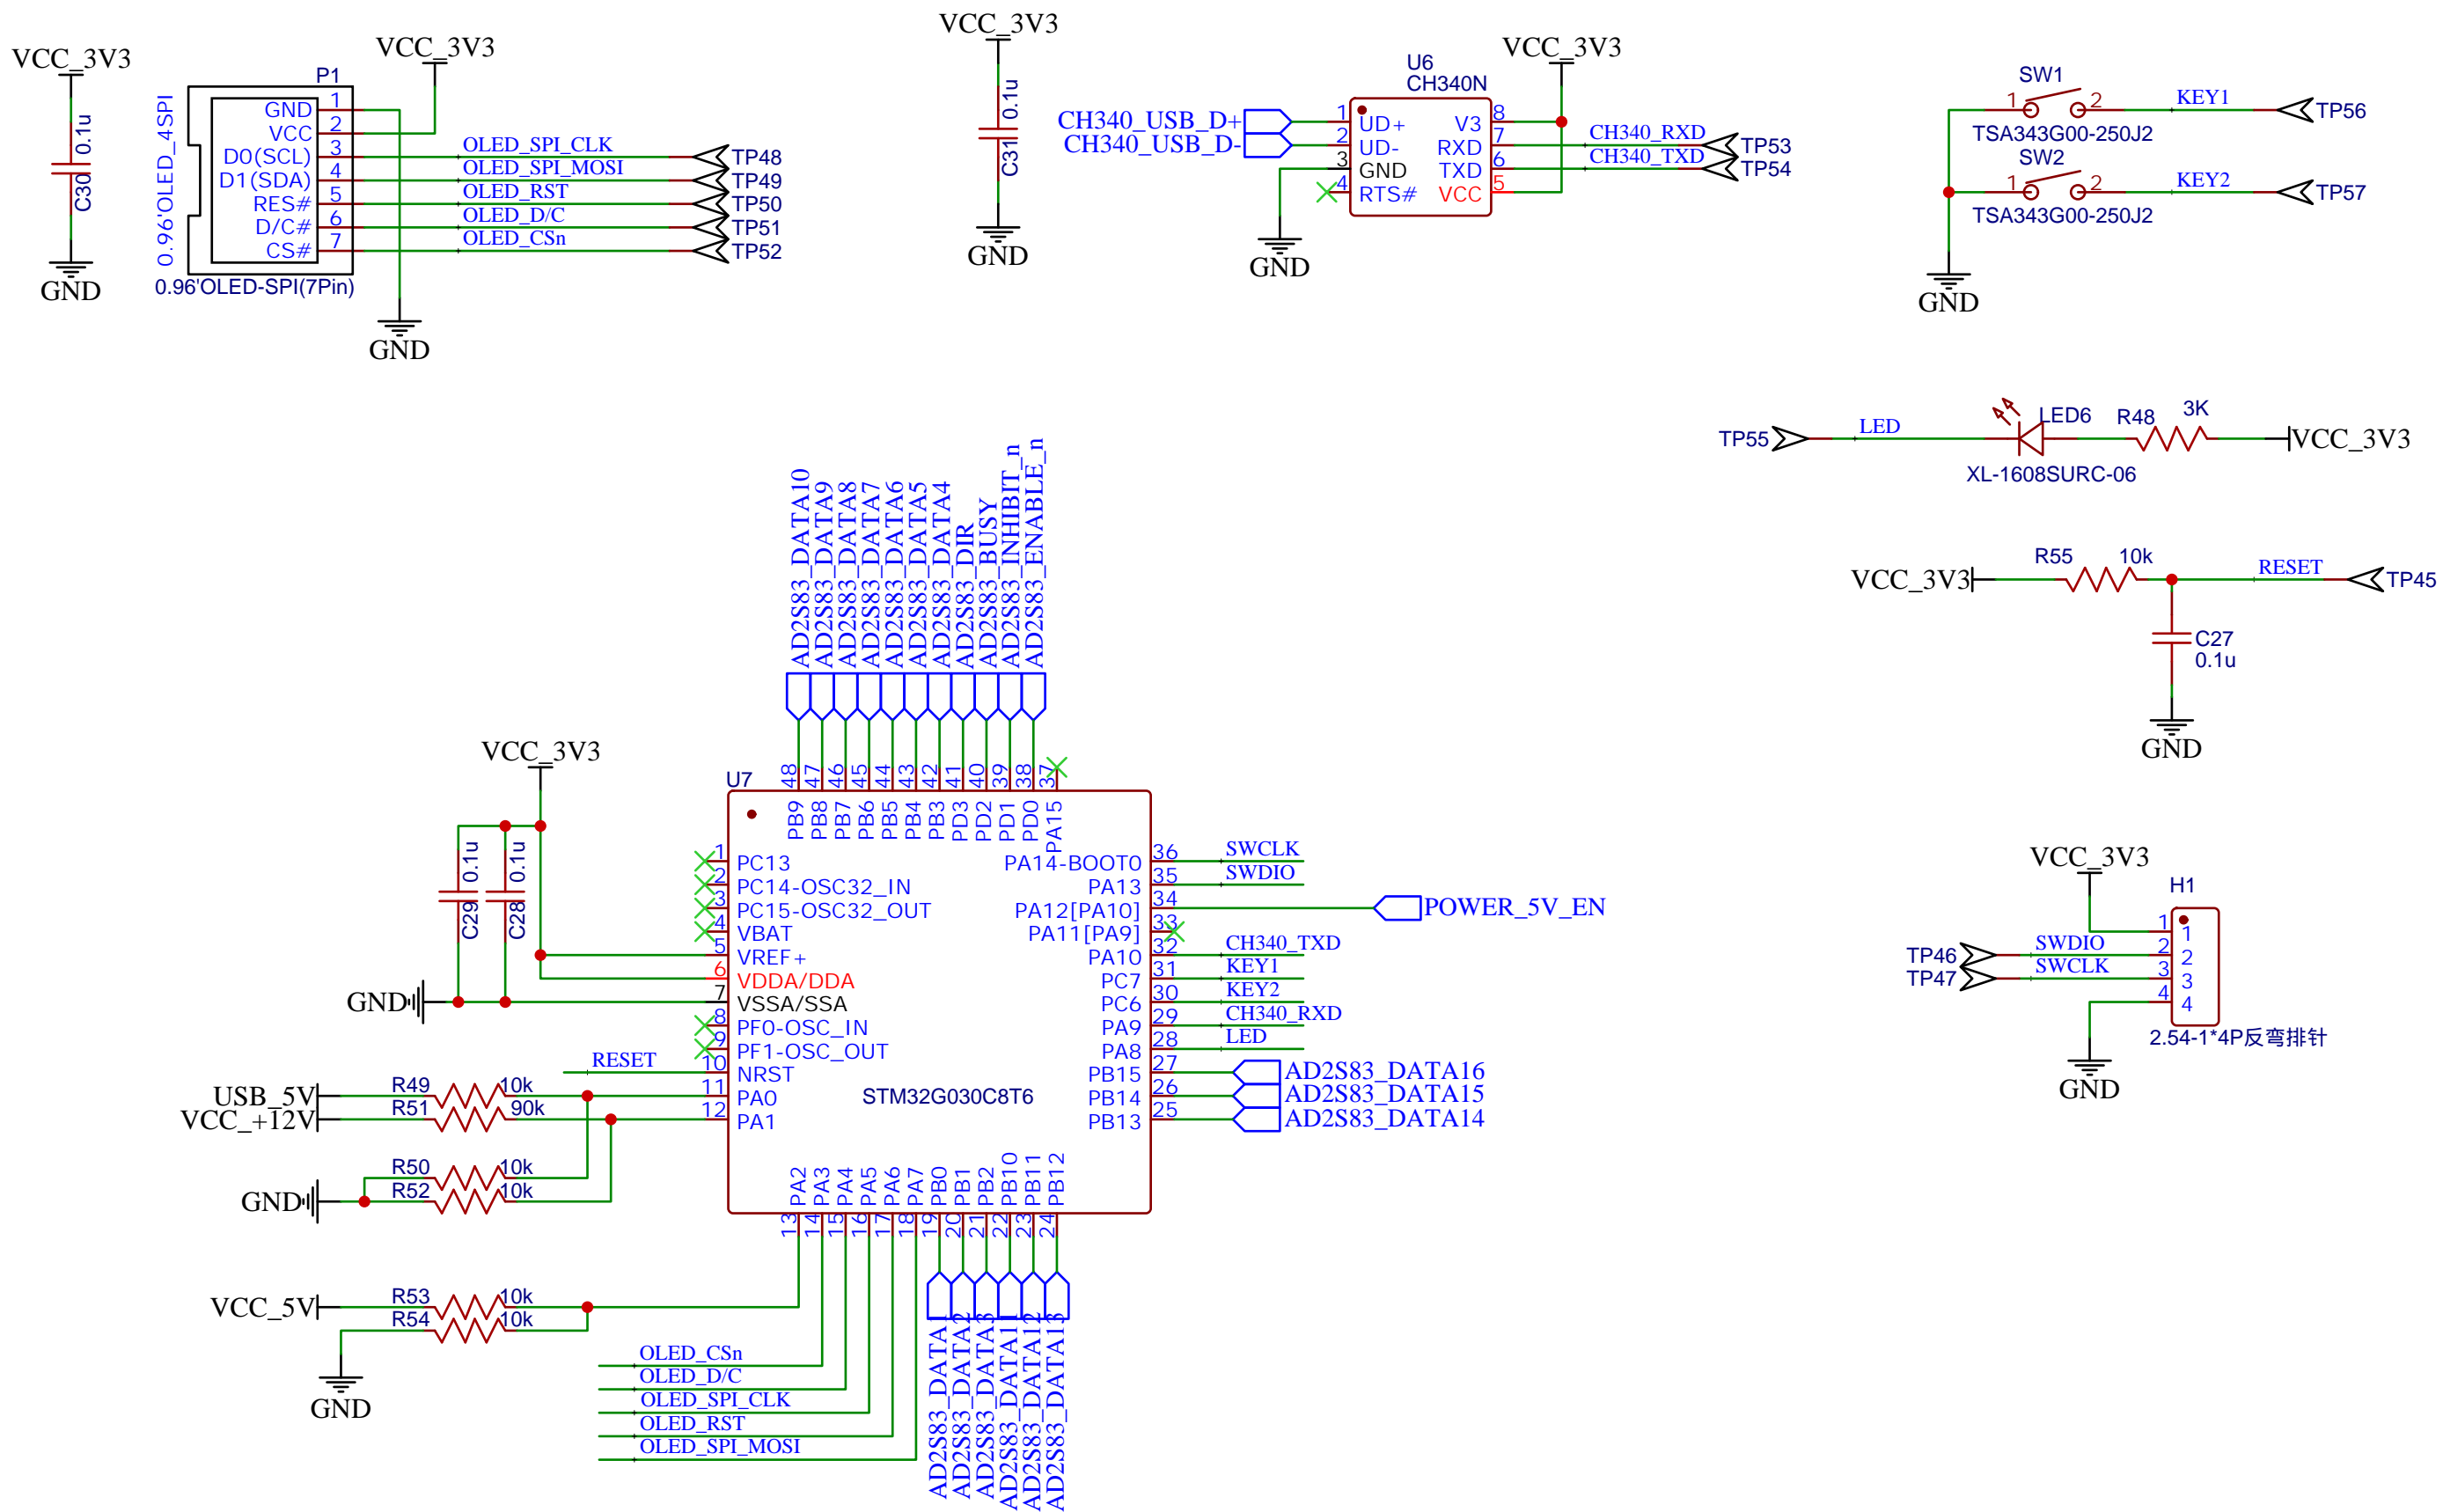 VCC_3V3
0.1u
C30
GND
VCC_3V3
P1
0.96'OLED_4SPI
GND 1
VCC 2
D0(SCL) 3 OLED_SPI_CLK TP48
D1(SDA) 4 OLED_SPI_MOSI TP49
RES# 5 OLED_RST TP50
D/C# 6 OLED_D/C TP51
CS# 7 OLED_CSn TP52
0.96'OLED-SPI(7Pin)
GND
VCC_3V3
0.1u
C31
GND
VCC_3V3
U6
CH340N
CH340_USB_D+ 1 UD+ V3 8
CH340_USB_D- 2 UD- RXD 7 CH340_RXD TP53
3 GND TXD 6 CH340_TXD TP54
4 RTS# VCC 5
GND
SW1
1 2 KEY1 TP56
TSA343G00-250J2
SW2
1 2 KEY2 TP57
TSA343G00-250J2
GND
TP55 LED LED6 R48 3K VCC_3V3
XL-1608SURC-06
R55 10k
VCC_3V3 RESET TP45
C27
0.1u
GND
AD2S83_DATA10
AD2S83_DATA9
AD2S83_DATA8
AD2S83_DATA7
AD2S83_DATA6
AD2S83_DATA5
AD2S83_DATA4
AD2S83_DIR
AD2S83_BUSY
AD2S83_INHIBIT_n
AD2S83_ENABLE_n
VCC_3V3
0.1u
C29
0.1u
C28
GND
U7
48 47 46 45 44 43 42 41 40 39 38 37
PB9 PB8 PB7 PB6 PB5 PB4 PB3 PD3 PD2 PD1 PD0 PA15
1 PC13
2 PC14-OSC32_IN
3 PC15-OSC32_OUT
4 VBAT
5 VREF+
6 VDDA/DDA
7 VSSA/SSA
8 PF0-OSC_IN
9 PF1-OSC_OUT
RESET 10 NRST
11 PA0
12 PA1
STM32G030C8T6
PA14-BOOT0 36 SWCLK
PA13 35 SWDIO
PA12[PA10] 34 POWER_5V_EN
PA11[PA9] 33
PA10 32 CH340_TXD
PC7 31 KEY1
PC6 30 KEY2
PA9 29 CH340_RXD
PA8 28 LED
PB15 27 AD2S83_DATA16
PB14 26 AD2S83_DATA15
PB13 25 AD2S83_DATA14
USB_5V R49 10k
VCC_+12V R51 90k
R50 10k
GND R52 10k
PA2 PA3 PA4 PA5 PA6 PA7 PB0 PB1 PB2 PB10 PB11 PB12
13 14 15 16 17 18 19 20 21 22 23 24
VCC_5V R53 10k
R54 10k
GND
OLED_CSn
OLED_D/C
OLED_SPI_CLK
OLED_RST
OLED_SPI_MOSI
AD2S83_DATA1
AD2S83_DATA2
AD2S83_DATA3
AD2S83_DATA11
AD2S83_DATA12
AD2S83_DATA13
VCC_3V3
H1
1 1
TP46 SWDIO 2 2
TP47 SWCLK 3 3
4 4
2.54-1*4P反弯排针
GND